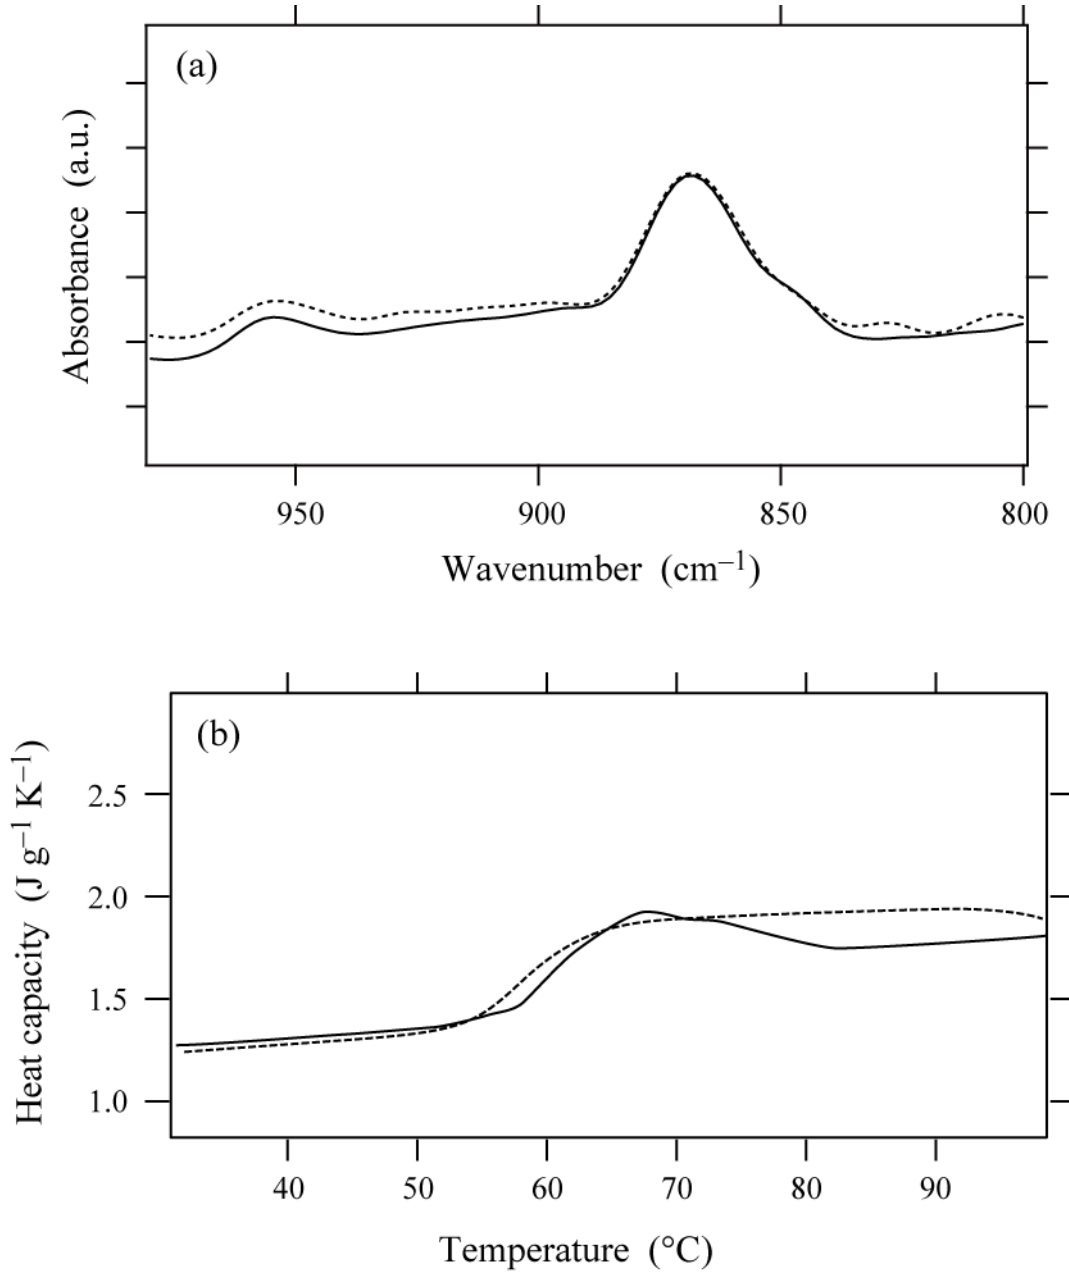 (a)
Absorbance (a.u.)
950 900 850 800
Wavenumber (cm⁻¹)
(b)
Heat capacity (J g⁻¹ K⁻¹)
2.5
2.0
1.5
1.0
40 50 60 70 80 90
Temperature (°C)